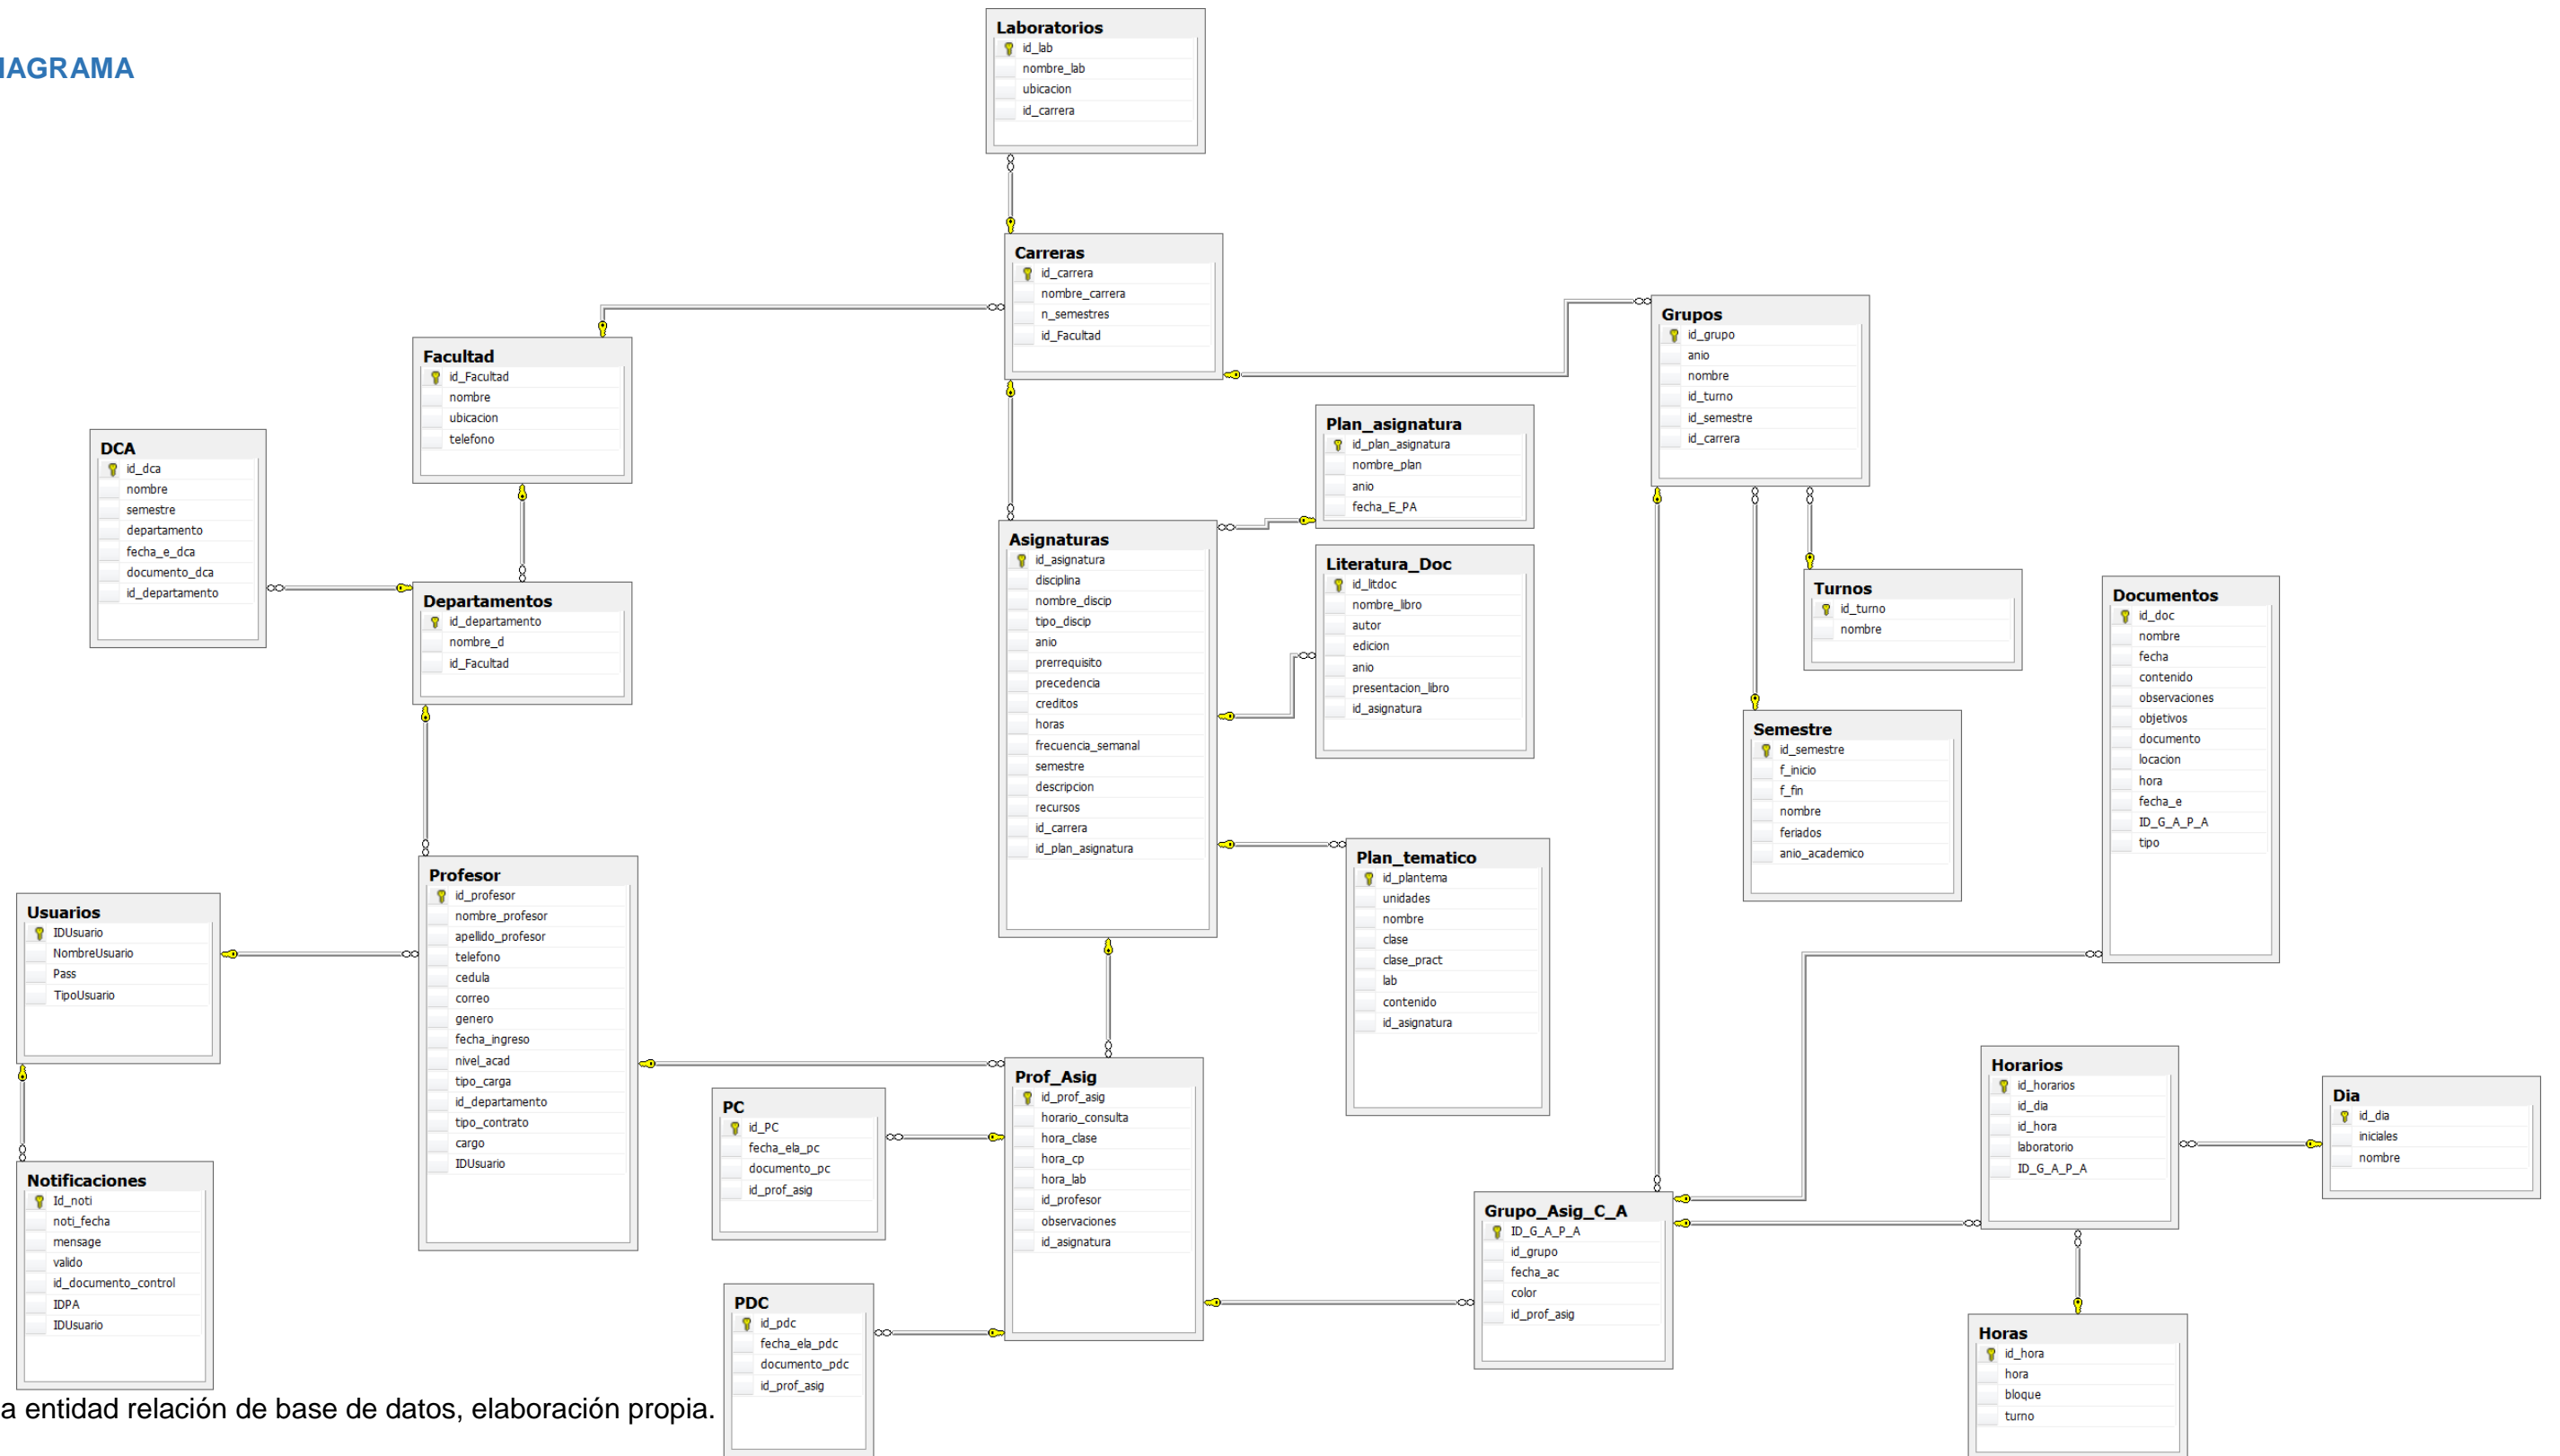 IAGRAMA
Laboratorios
id_lab
nombre_lab
ubicacion
id_carrera
Carreras
id_carrera
nombre_carrera
n_semestres
id_Facultad
Facultad
id_Facultad
nombre
ubicacion
telefono
Grupos
id_grupo
anio
nombre
id_turno
id_semestre
id_carrera
DCA
id_dca
nombre
semestre
departamento
fecha_e_dca
documento_dca
id_departamento
Plan_asignatura
id_plan_asignatura
nombre_plan
anio
fecha_E_PA
Asignaturas
id_asignatura
disciplina
nombre_discip
tipo_discip
anio
prerrequisito
precedencia
creditos
horas
frecuencia_semanal
semestre
descripcion
recursos
id_carrera
id_plan_asignatura
Literatura_Doc
id_litdoc
nombre_libro
autor
edicion
anio
presentacion_libro
id_asignatura
Departamentos
id_departamento
nombre_d
id_Facultad
Turnos
id_turno
nombre
Documentos
id_doc
nombre
fecha
contenido
observaciones
objetivos
documento
locacion
hora
fecha_e
ID_G_A_P_A
tipo
Semestre
id_semestre
f_inicio
f_fin
nombre
feriados
anio_academico
Plan_tematico
id_plantema
unidades
nombre
clase
clase_pract
lab
contenido
id_asignatura
Profesor
id_profesor
nombre_profesor
apellido_profesor
telefono
cedula
correo
genero
fecha_ingreso
nivel_acad
tipo_carga
id_departamento
tipo_contrato
cargo
IDUsuario
Usuarios
IDUsuario
NombreUsuario
Pass
TipoUsuario
Prof_Asig
id_prof_asig
horario_consulta
hora_clase
hora_cp
hora_lab
id_profesor
observaciones
id_asignatura
PC
id_PC
fecha_ela_pc
documento_pc
id_prof_asig
Horarios
id_horarios
id_dia
id_hora
laboratorio
ID_G_A_P_A
Dia
id_dia
iniciales
nombre
Notificaciones
Id_noti
noti_fecha
mensage
valido
id_documento_control
IDPA
IDUsuario
Grupo_Asig_C_A
ID_G_A_P_A
id_grupo
fecha_ac
color
id_prof_asig
PDC
id_pdc
fecha_ela_pdc
documento_pdc
id_prof_asig
Horas
id_hora
hora
bloque
turno
a entidad relación de base de datos, elaboración propia.